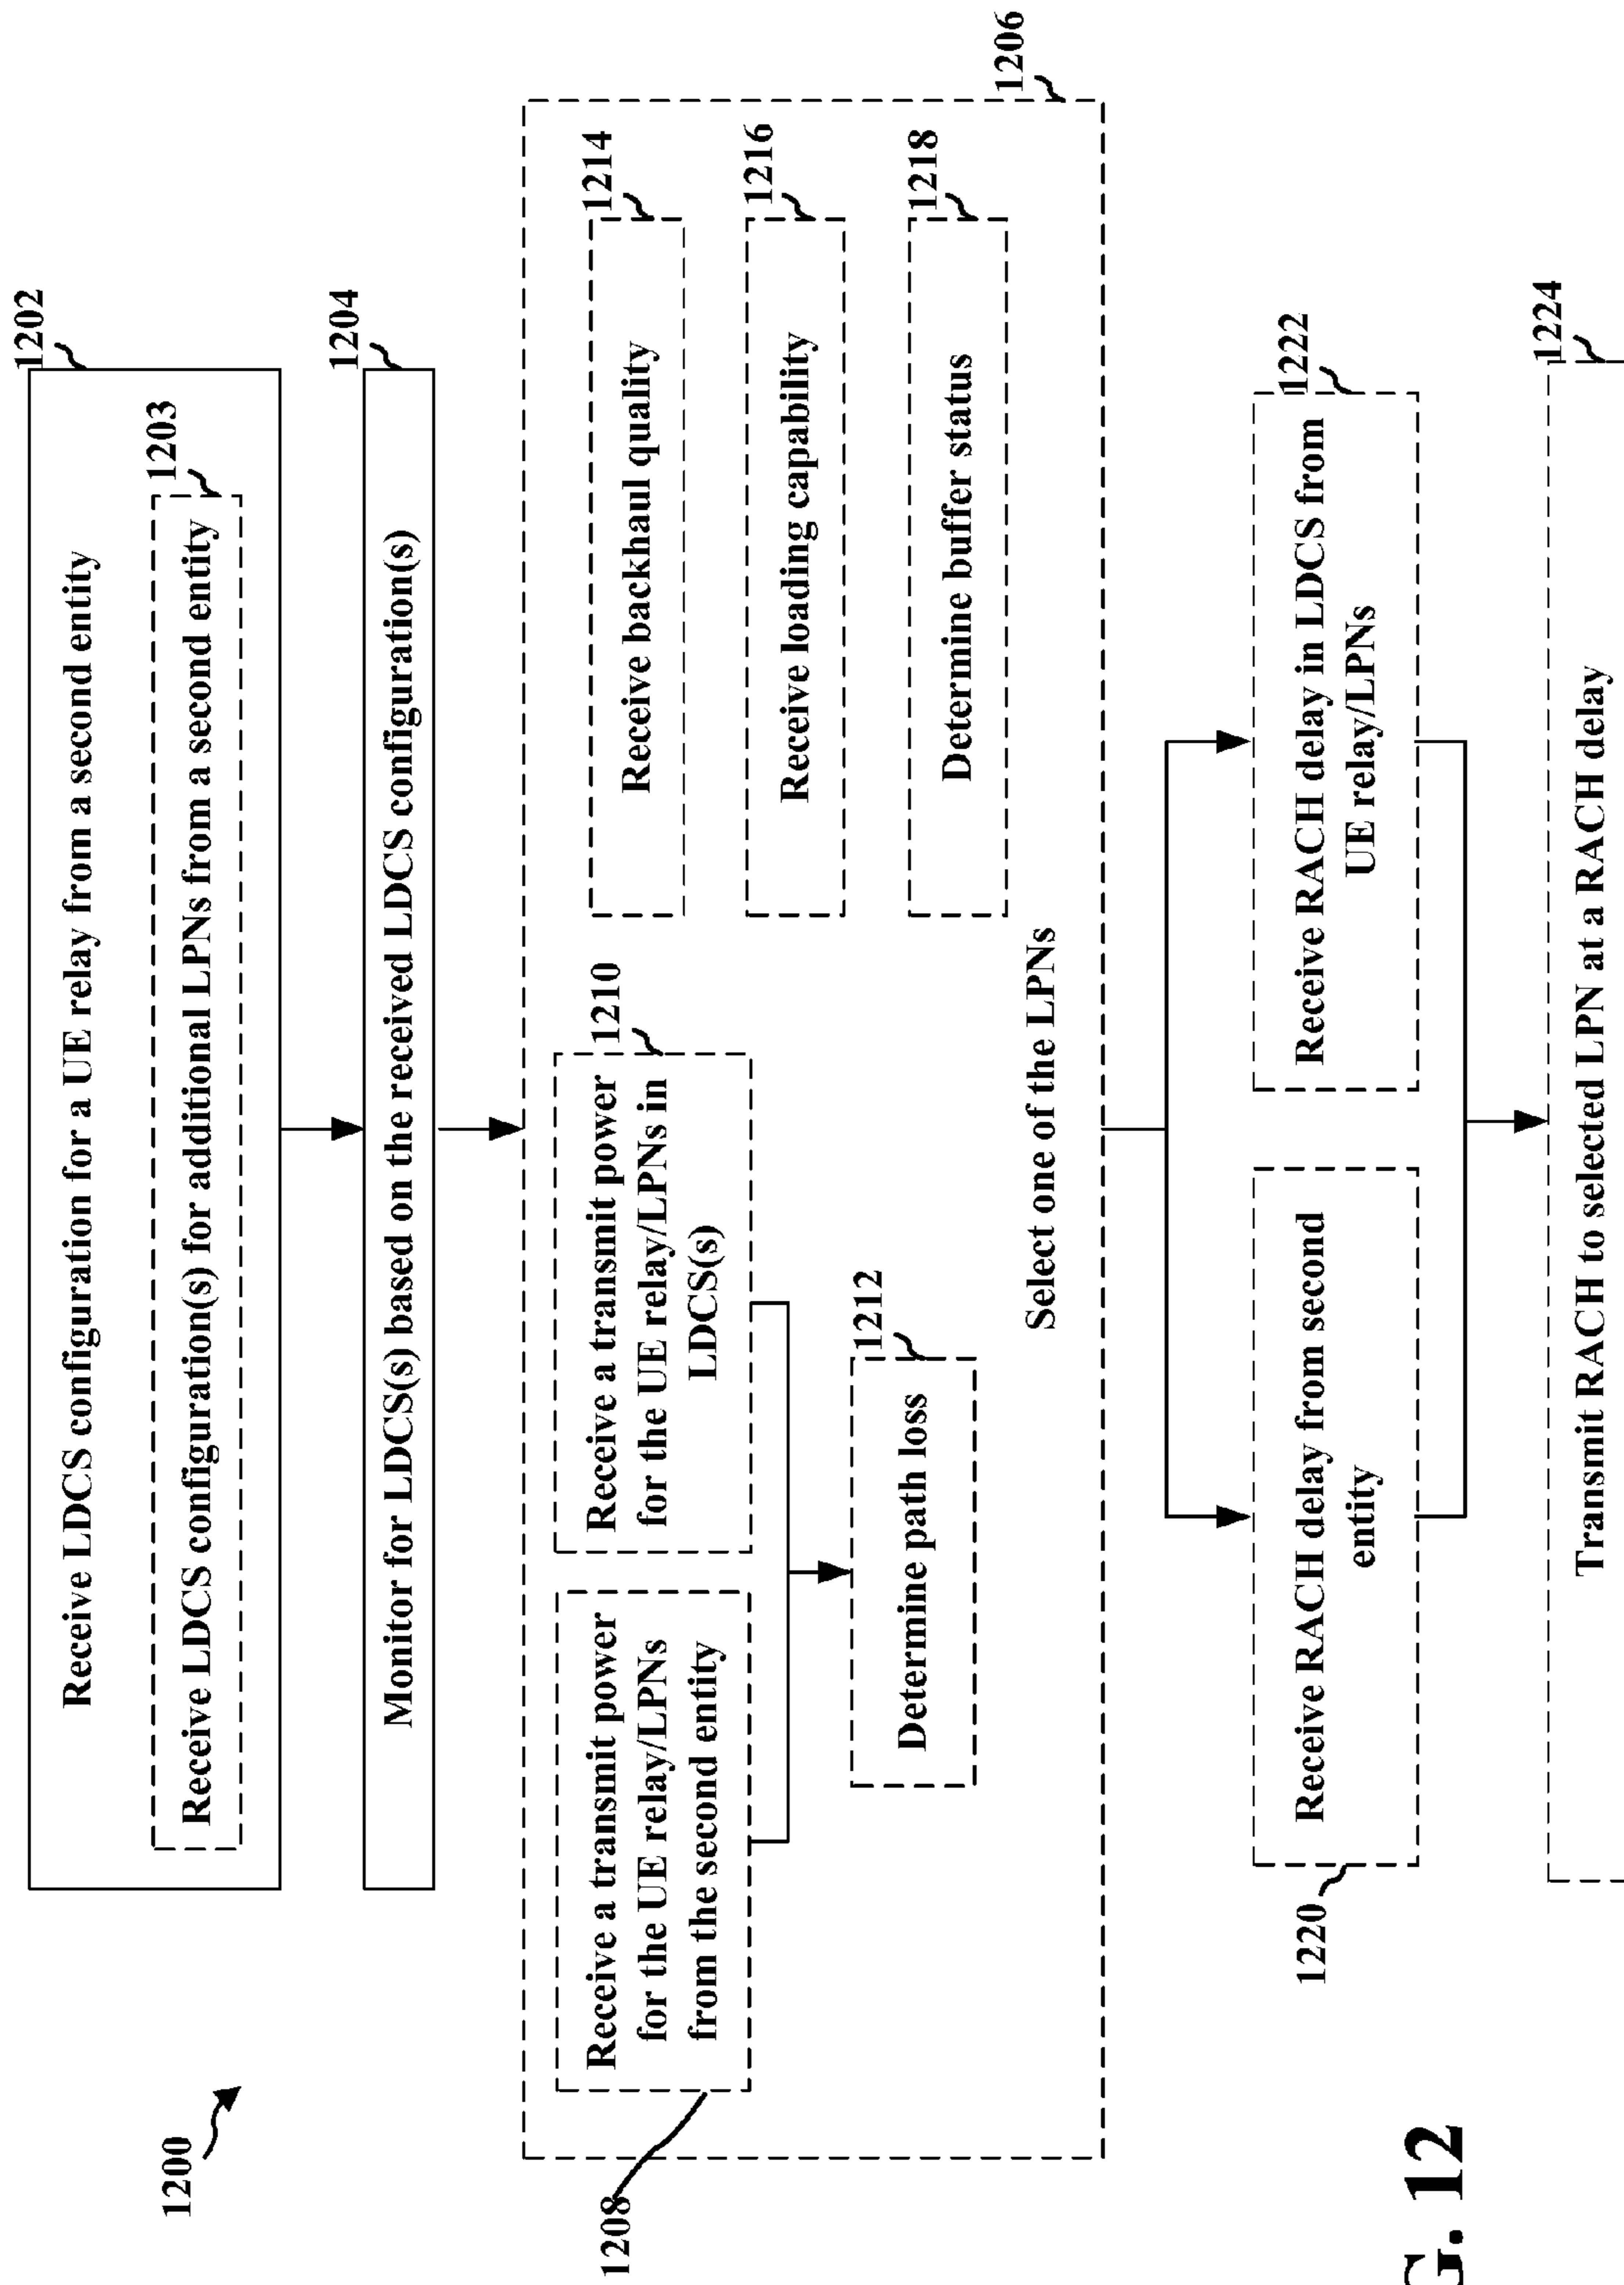 1200
1202
Receive LDCS configuration for a UE relay from a second entity
1203
Receive LDCS configuration(s) for additional LPNs from a second entity
1204
Monitor for LDCS(s) based on the received LDCS configuration(s)
1206
1208
Receive a transmit power
for the UE relay/LPNs
from the second entity
1210
Receive a transmit power
for the UE relay/LPNs in
LDCS(s)
1212
Determine path loss
1214
Receive backhaul quality
1216
Receive loading capability
1218
Determine buffer status
Select one of the LPNs
1220
Receive RACH delay from second
entity
1222
Receive RACH delay in LDCS from
UE relay/LPNs
1224
Transmit RACH to selected LPN at a RACH delay
G. 12